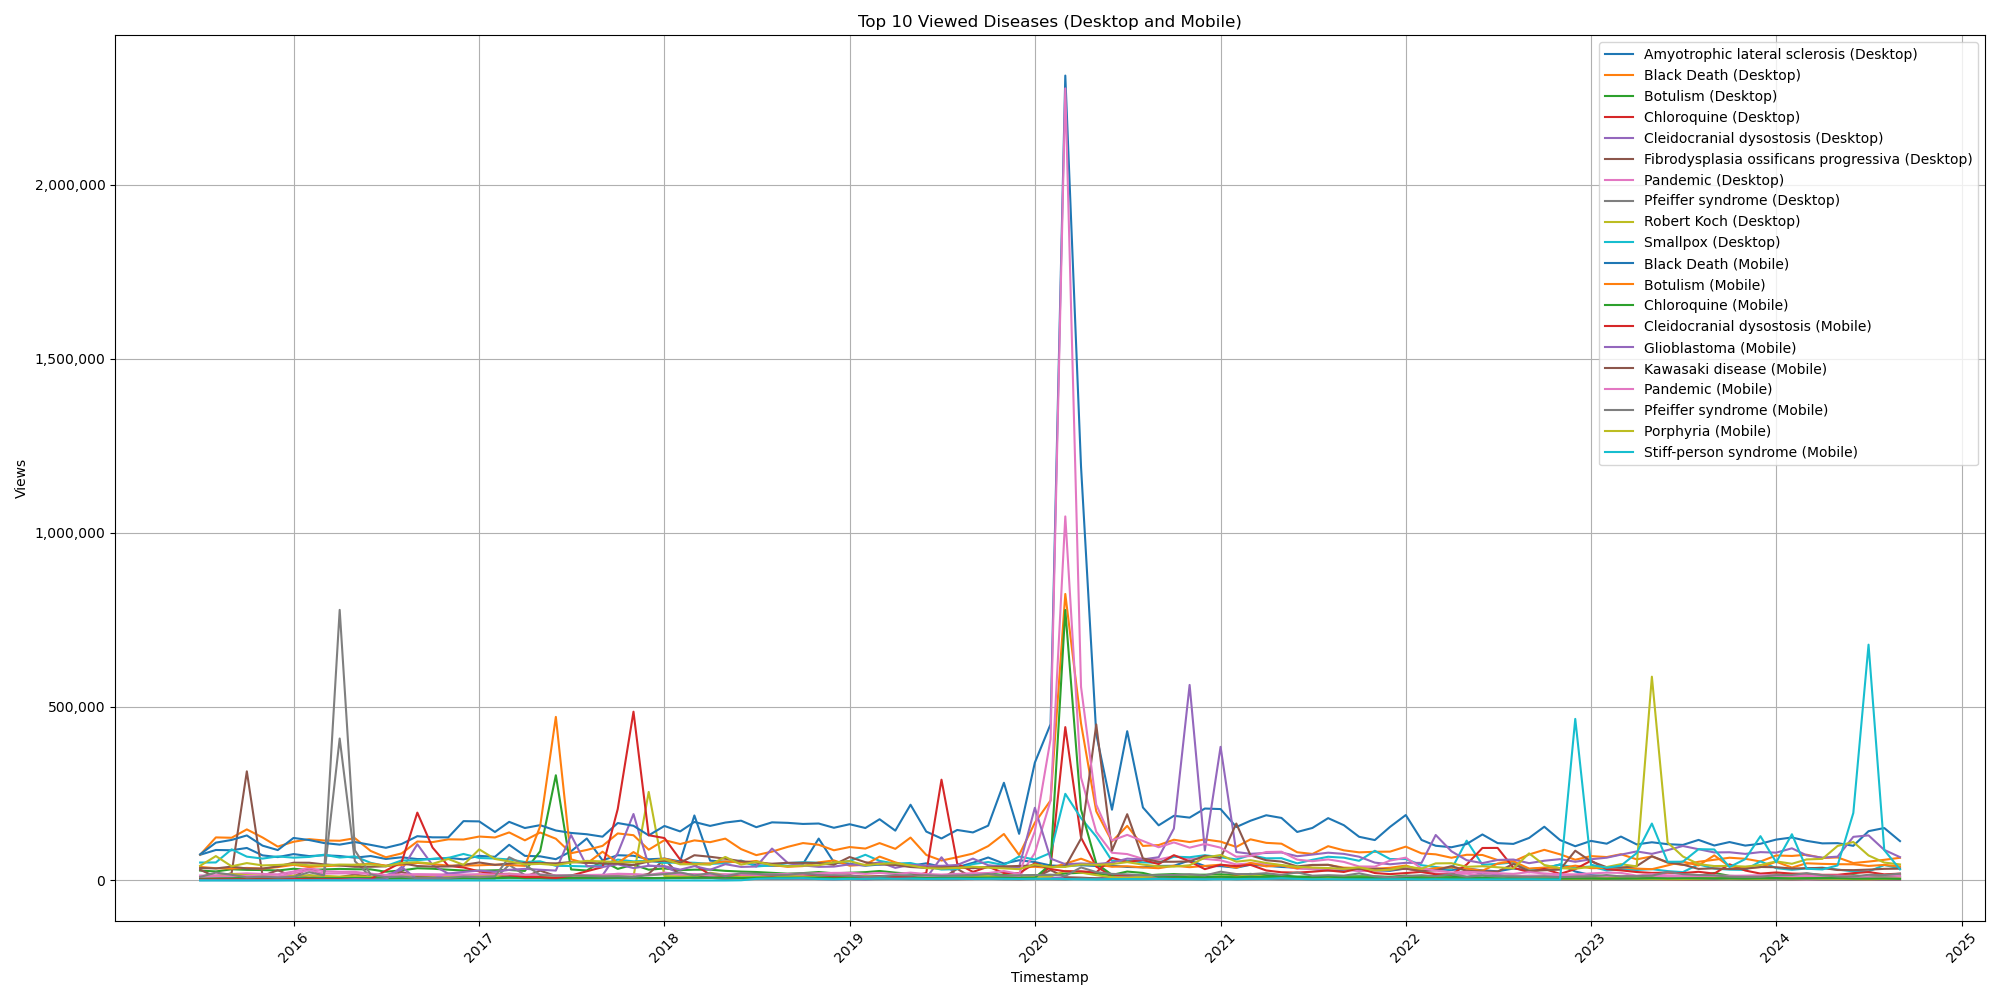 Top 10 Viewed Diseases (Desktop and Mobile)
Amyotrophic lateral sclerosis (Desktop)
Black Death (Desktop)
Botulism (Desktop)
Chloroquine (Desktop)
Cleidocranial dysostosis (Desktop)
Fibrodysplasia ossificans progressiva (Desktop)
Pandemic (Desktop)
Pfeiffer syndrome (Desktop)
Robert Koch (Desktop)
Smallpox (Desktop)
Black Death (Mobile)
Botulism (Mobile)
Chloroquine (Mobile)
Cleidocranial dysostosis (Mobile)
Glioblastoma (Mobile)
Kawasaki disease (Mobile)
Pandemic (Mobile)
Pfeiffer syndrome (Mobile)
Porphyria (Mobile)
Stiff-person syndrome (Mobile)
Views
2,000,000
1,500,000
1,000,000
500,000
0
2016
2017
2018
2019
2020
2021
2022
2023
2024
2025
Timestamp